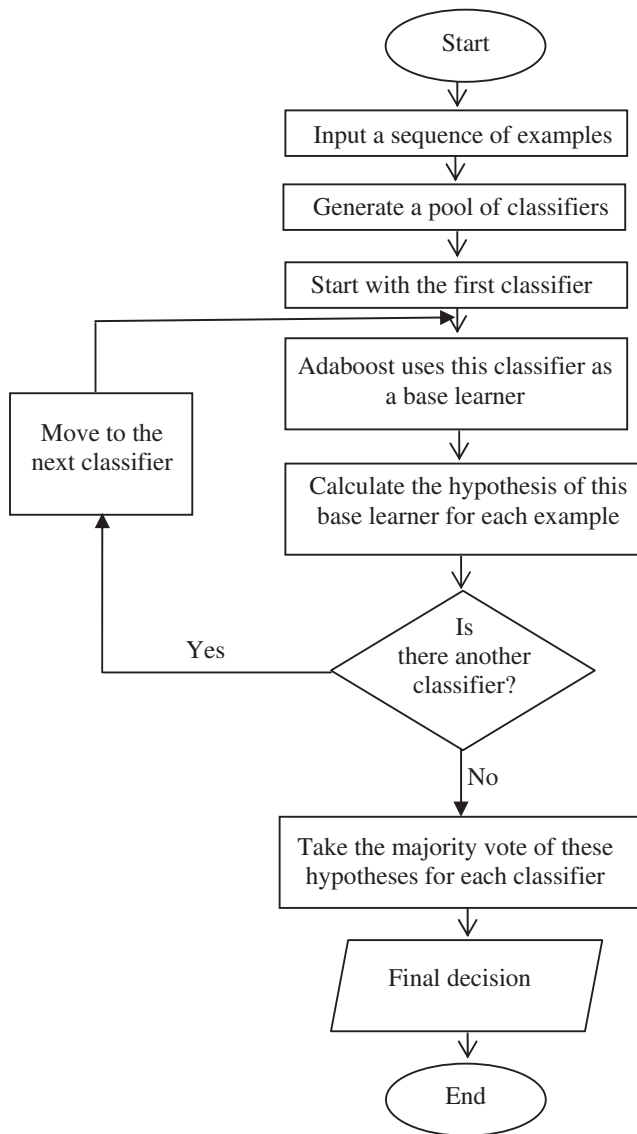 Start
Input a sequence of examples
Generate a pool of classifiers
Start with the first classifier
Adaboost uses this classifier as
a base learner
Move to the
next classifier
Calculate the hypothesis of this
base learner for each example
Is
there another
classifier?
Yes
No
Take the majority vote of these
hypotheses for each classifier
Final decision
End